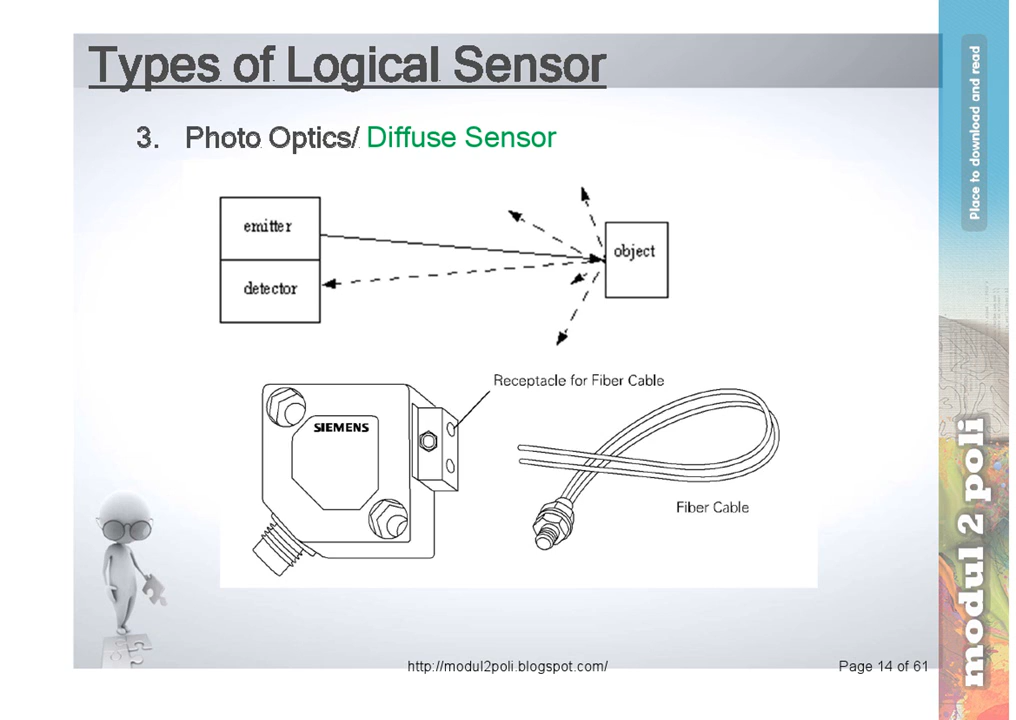 Types of Logical Sensor
3. Photo Optics/ Diffuse Sensor
emitter
detector
object
Receptacle for Fiber Cable
SIEMENS
Fiber Cable
http://modul2poli.blogspot.com/
Page 14 of 61
Place to download and read
modul 2 poli